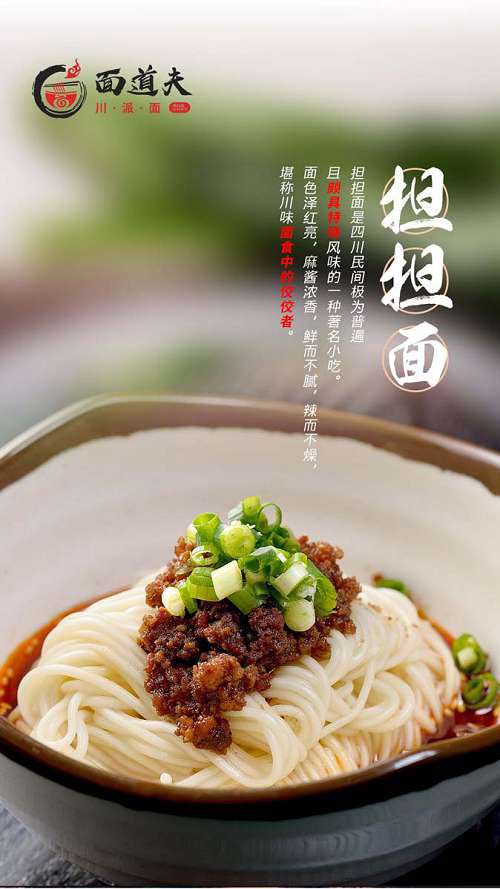 面道夫
川·派·面
担担面
担担面是四川民间极为普遍
且颇具特殊风味的一种著名小吃。
面色泽红亮，麻酱浓香，鲜而不腻，辣而不燥，
堪称川味面食中的佼佼者。